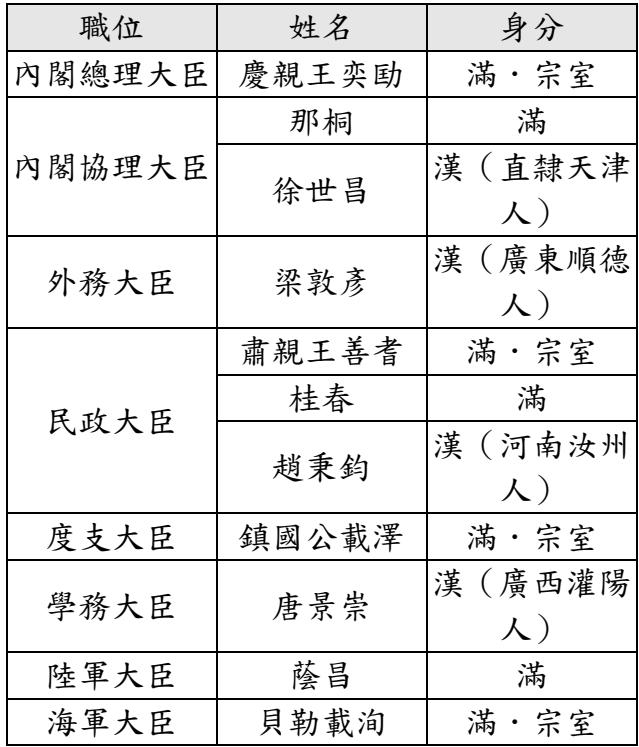 職位 姓名 身分
內閣總理大臣 慶親王奕劻 滿．宗室
內閣協理大臣 那桐 滿
徐世昌 漢（直隸天津
人）
外務大臣 梁敦彥 漢（廣東順德
人）
民政大臣 肅親王善耆 滿．宗室
桂春 滿
趙秉鈞 漢（河南汝州
人）
度支大臣 鎮國公載澤 滿．宗室
學務大臣 唐景崇 漢（廣西灌陽
人）
陸軍大臣 蔭昌 滿
海軍大臣 貝勒載洵 滿．宗室